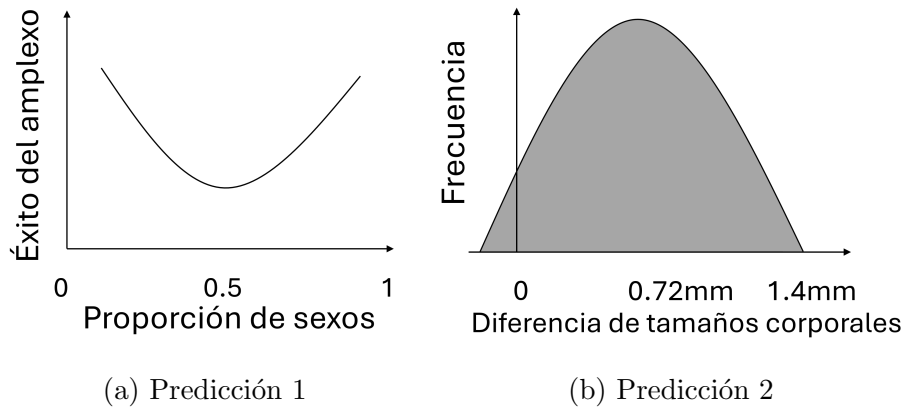 Éxito del amplexo
0
0.5
1
Proporción de sexos
(a) Predicción 1
Frecuencia
0
0.72mm
1.4mm
Diferencia de tamaños corporales
(b) Predicción 2